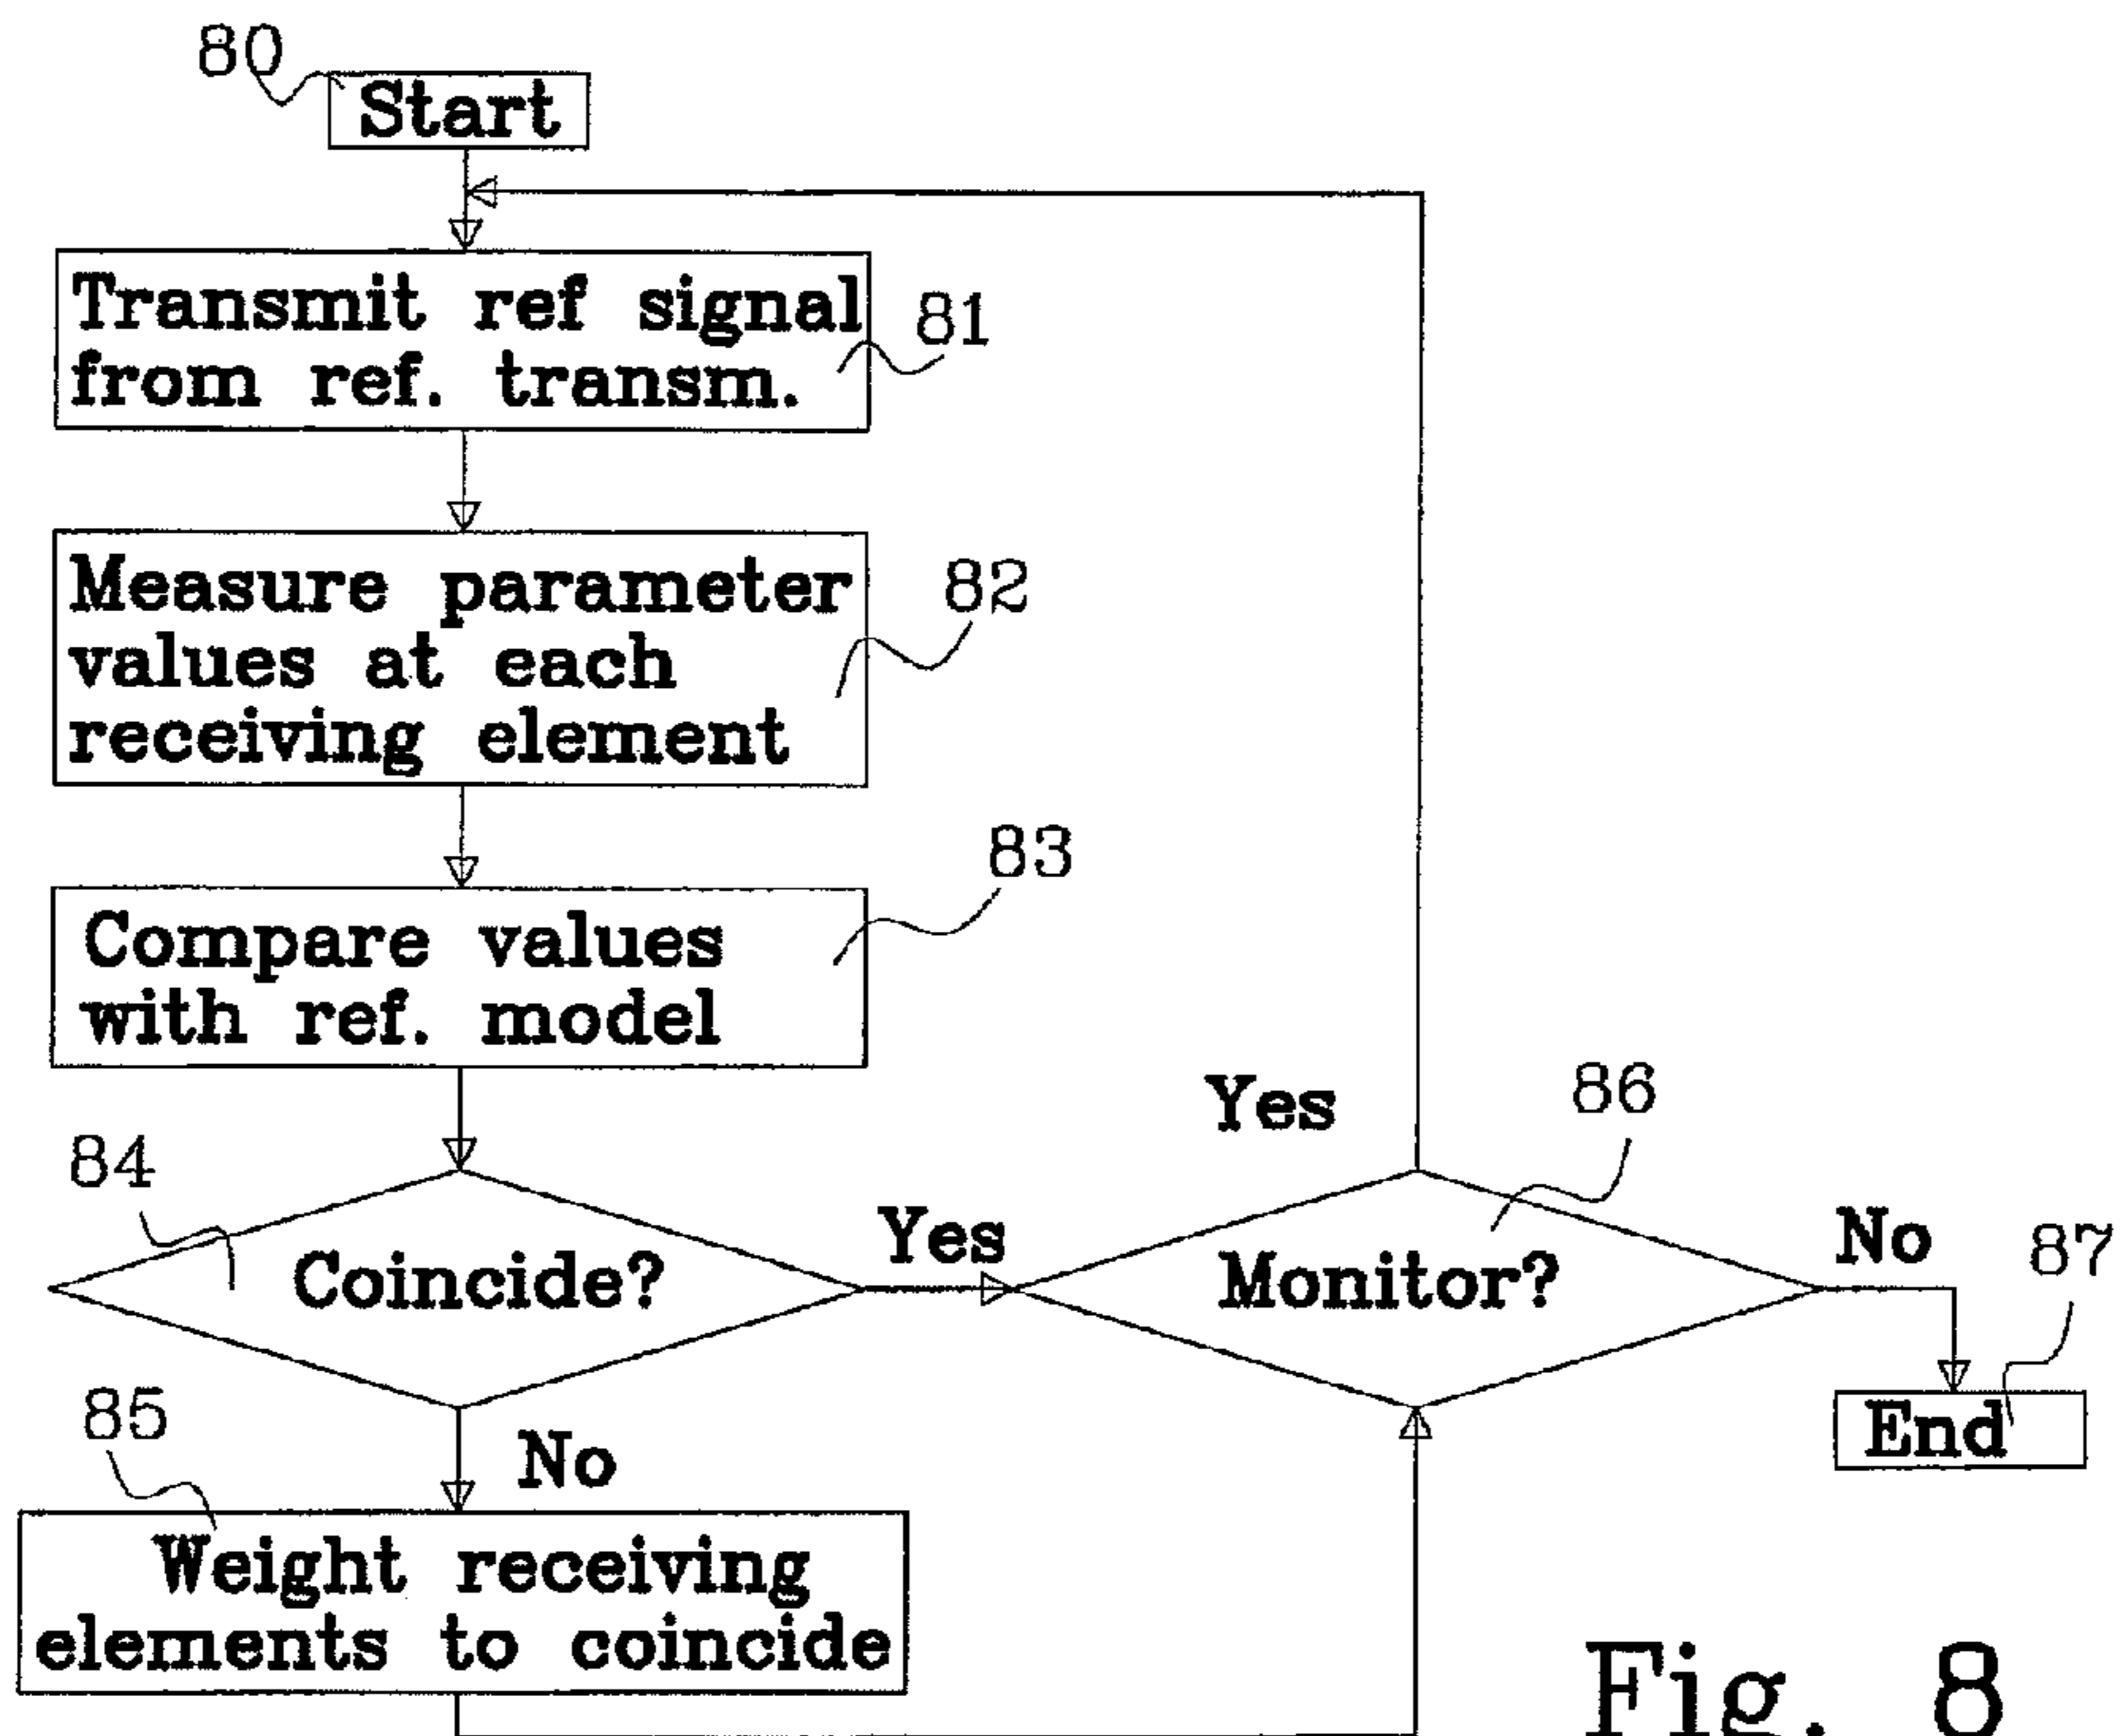 80
Start
Transmit ref signal
from ref. transm.
81
Measure parameter
values at each
receiving element
82
83
Compare values
with ref. model
84
Coincide?
Yes
Yes
86
Monitor?
No
87
End
85
No
Weight receiving
elements to coincide
Fig. 8